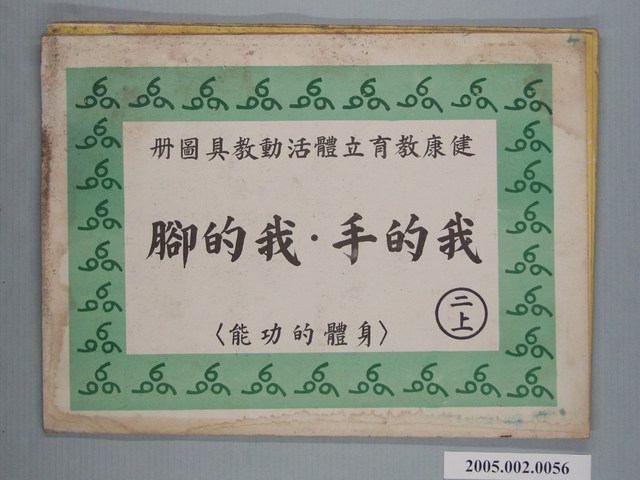 健康教育立體活動教具圖册
我的手·我的腳
二上
〈身體的功能〉
2005.002.0056